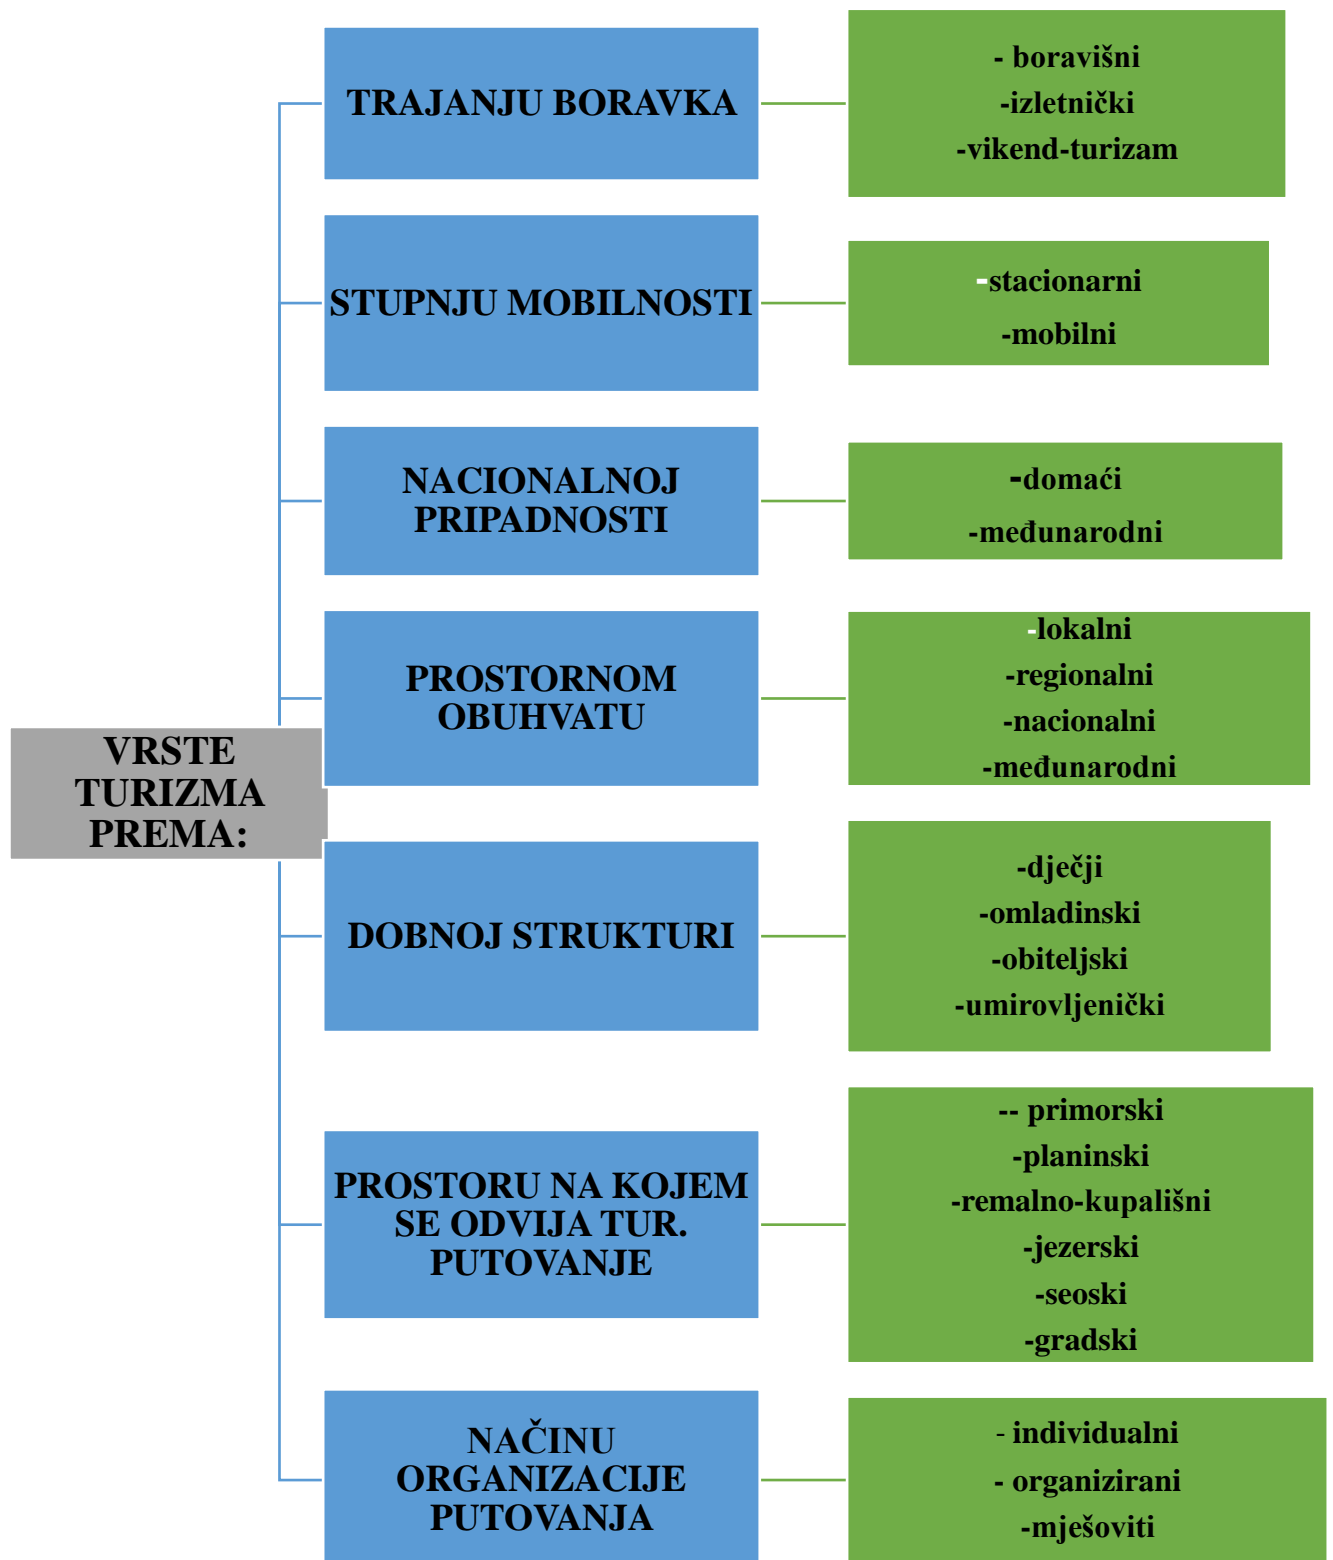 VRSTE
TURIZMA
PREMA:
TRAJANJU BORAVKA
- boravišni
-izletnički
-vikend-turizam
STUPNJU MOBILNOSTI
-stacionarni
-mobilni
NACIONALNOJ
PRIPADNOSTI
-domaći
-međunarodni
PROSTORNOM
OBUHVATU
-lokalni
-regionalni
-nacionalni
-međunarodni
DOBNOJ STRUKTURI
-dječji
-omladinski
-obiteljski
-umirovljenički
PROSTORU NA KOJEM
SE ODVIJA TUR.
PUTOVANJE
-- primorski
-planinski
-remalno-kupališni
-jezerski
-seoski
-gradski
NAČINU
ORGANIZACIJE
PUTOVANJA
- individualni
- organizirani
-mješoviti